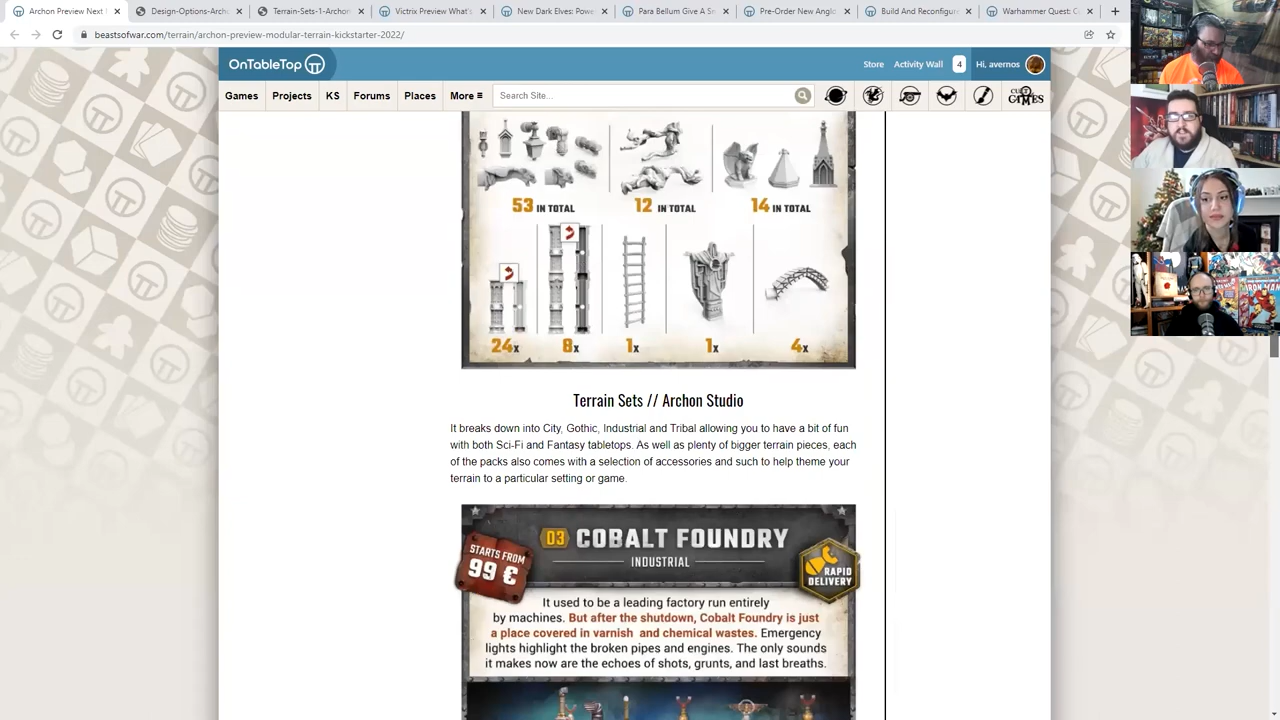 Archon Preview Next
Design-Options-Arch
Terrain-Sets-1-Archon
Victrix Preview What's
New Dark Elves: Powe
Para Bellum Give A Sn
Pre-Order New Anglo
Build And Reconfigure
Warhammer Quest: C
beastsofwar.com/terrain/archon-preview-modular-terrain-kickstarter-2022/
OnTableTop
Store
Activity Wall
4
Hi, avernos
Games
Projects
KS
Forums
Places
More
Search Site...
GAMES
53 IN TOTAL
12 IN TOTAL
14 IN TOTAL
24x
8x
1x
1x
4x
Terrain Sets // Archon Studio
It breaks down into City, Gothic, Industrial and Tribal allowing you to have a bit of fun
with both Sci-Fi and Fantasy tabletops. As well as plenty of bigger terrain pieces, each
of the packs also comes with a selection of accessories and such to help theme your
terrain to a particular setting or game.
03 COBALT FOUNDRY
INDUSTRIAL
STARTS FROM
99 €
RAPID
DELIVERY
It used to be a leading factory run entirely
by machines. But after the shutdown, Cobalt Foundry is just
a place covered in varnish and chemical wastes. Emergency
lights highlight the broken pipes and engines. The only sounds
it makes now are the echoes of shots, grunts, and last breaths.
IRON MAN